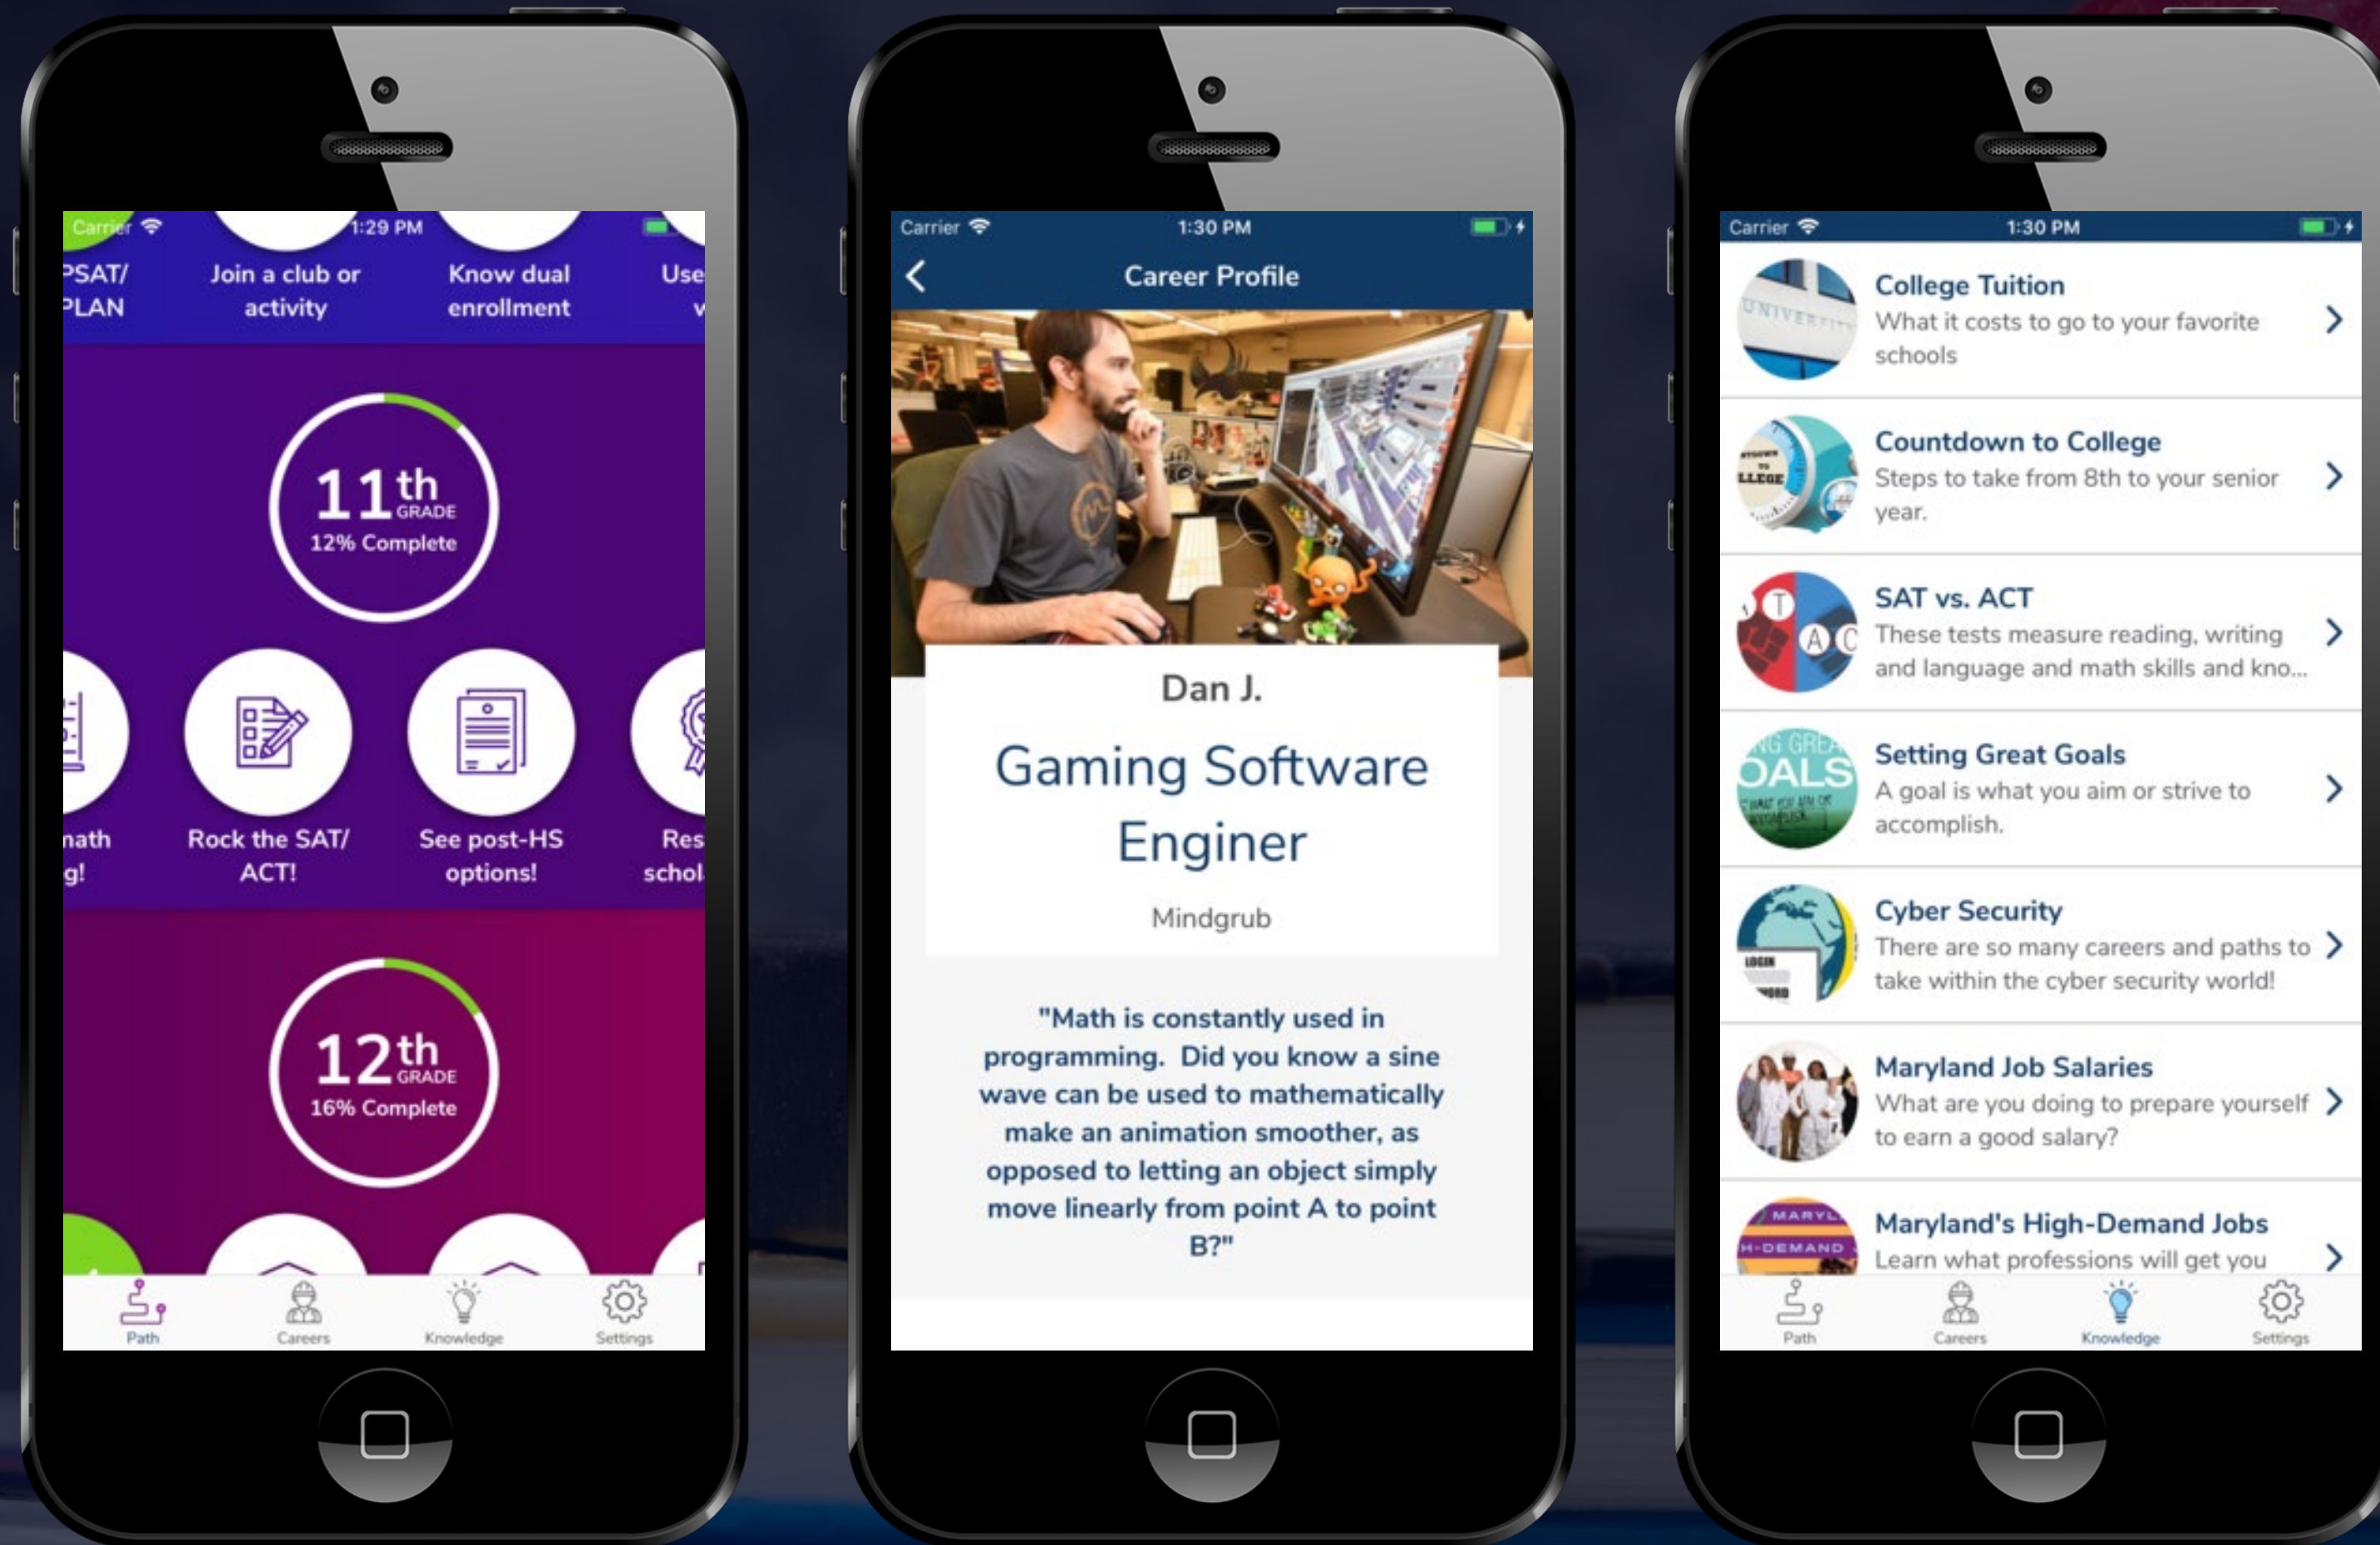 Carrier
1:29 PM
PSAT/
PLAN
Join a club or
activity
Know dual
enrollment
Use
11th
GRADE
12% Complete
Rock the SAT/
ACT!
See post-HS
options!
12th
GRADE
16% Complete
Path
Careers
Knowledge
Settings
Carrier
1:30 PM
Career Profile
Dan J.
Gaming Software
Enginer
Mindgrub
"Math is constantly used in
programming. Did you know a sine
wave can be used to mathematically
make an animation smoother, as
opposed to letting an object simply
move linearly from point A to point
B?"
Carrier
1:30 PM
UNIVERSITY
College Tuition
What it costs to go to your favorite
schools
Countdown to College
Steps to take from 8th to your senior
year.
SAT vs. ACT
These tests measure reading, writing
and language and math skills and kno...
Setting Great Goals
A goal is what you aim or strive to
accomplish.
LOGIN
Cyber Security
There are so many careers and paths to
take within the cyber security world!
Maryland Job Salaries
What are you doing to prepare yourself
to earn a good salary?
MARYL
H-DEMAND
Maryland's High-Demand Jobs
Learn what professions will get you
Path
Careers
Knowledge
Settings